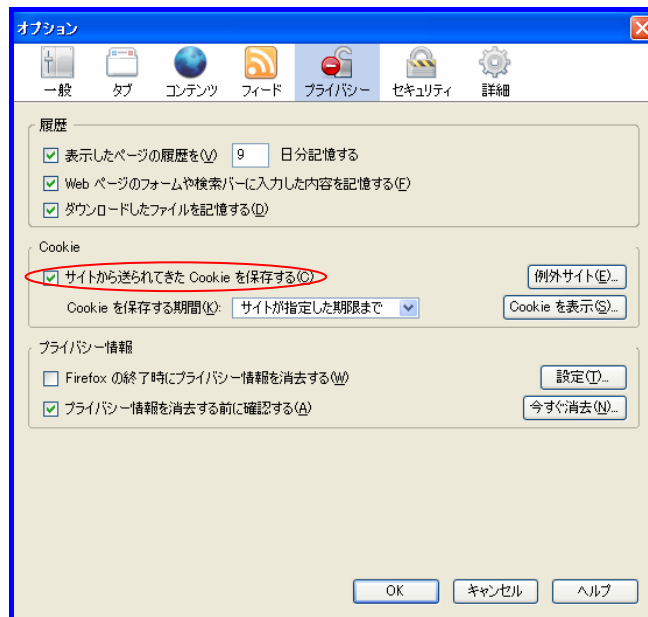 オプション
一般 タブ コンテンツ フィード プライバシー セキュリティ 詳細
履歴
表示したページの履歴を(V) 9 日分記憶する
Web ページのフォームや検索バーに入力した内容を記憶する(F)
ダウンロードしたファイルを記憶する(D)
Cookie
サイトから送られてきた Cookie を保存する(C) 例外サイト(E)...
Cookie を保存する期間(K): サイトが指定した期限まで Cookie を表示(S)...
プライバシー情報
Firefox の終了時にプライバシー情報を消去する(W) 設定(T)...
プライバシー情報を消去する前に確認する(A) 今すぐ消去(N)...
OK キャンセル ヘルプ